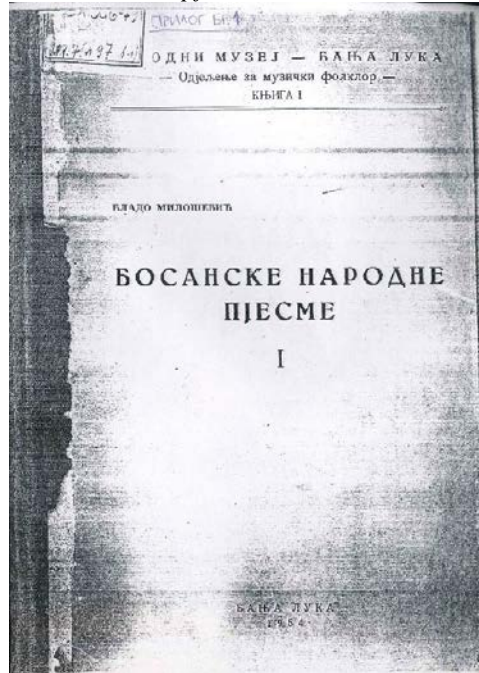 ПРИЛОГ БР. 1
ОДНИ МУЗЕЈ — БАЊА ЛУКА
— Одјељење за музички фолклор —
КЊИГА I
ВЛАДО МИЛОШЕВИЋ
БОСАНСКЕ НАРОДНЕ
ПЈЕСМЕ
I
БАЊА ЛУКА
1954